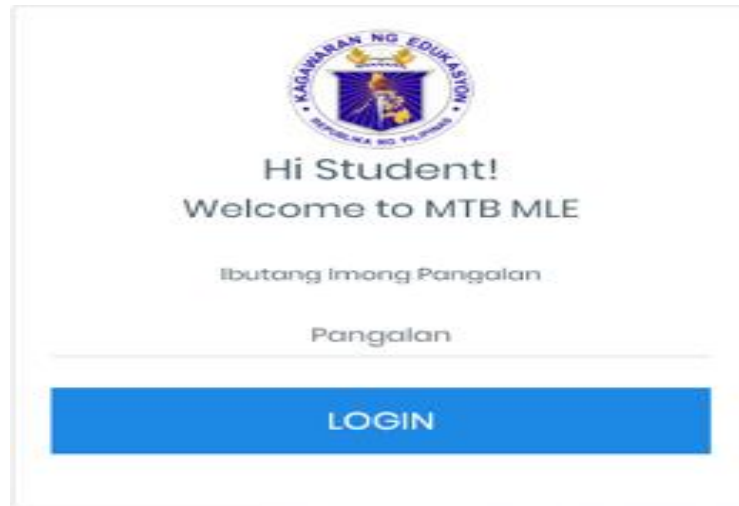 KAGAWARAN NG EDUKASYON
REPUBLIKA NG PILIPINAS
Hi Student!
Welcome to MTB MLE
Ibutang Imong Pangalan
Pangalan
LOGIN